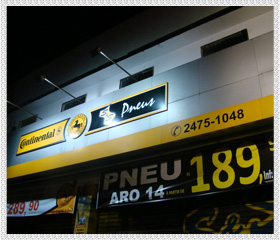 Continental
Pneus
2475-1048
PNEU
ARO 14
189,
289,90